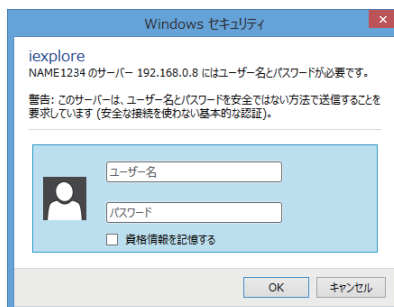 Windows セキュリティ
iexplore
NAME1234 のサーバー 192.168.0.8 にはユーザー名とパスワードが必要です。
警告: このサーバーは、ユーザー名とパスワードを安全ではない方法で送信することを
要求しています (安全な接続を使わない基本的な認証)。
ユーザー名
パスワード
資格情報を記憶する
OK
キャンセル